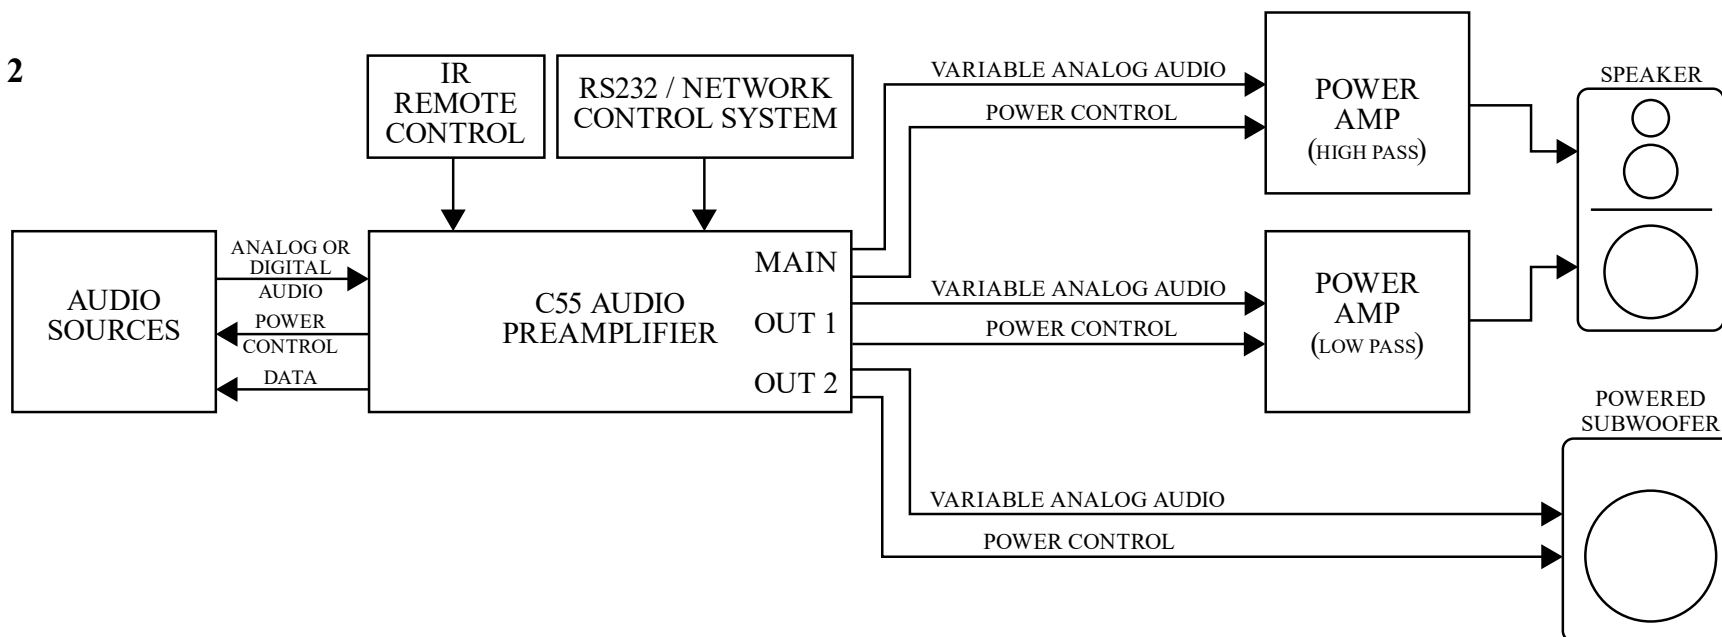 2
IR
REMOTE
CONTROL
RS232 / NETWORK
CONTROL SYSTEM
VARIABLE ANALOG AUDIO
POWER CONTROL
POWER
AMP
(HIGH PASS)
SPEAKER
AUDIO
SOURCES
ANALOG OR
DIGITAL
AUDIO
POWER
CONTROL
DATA
C55 AUDIO
PREAMPLIFIER
MAIN
OUT 1
OUT 2
VARIABLE ANALOG AUDIO
POWER CONTROL
POWER
AMP
(LOW PASS)
POWERED
SUBWOOFER
VARIABLE ANALOG AUDIO
POWER CONTROL